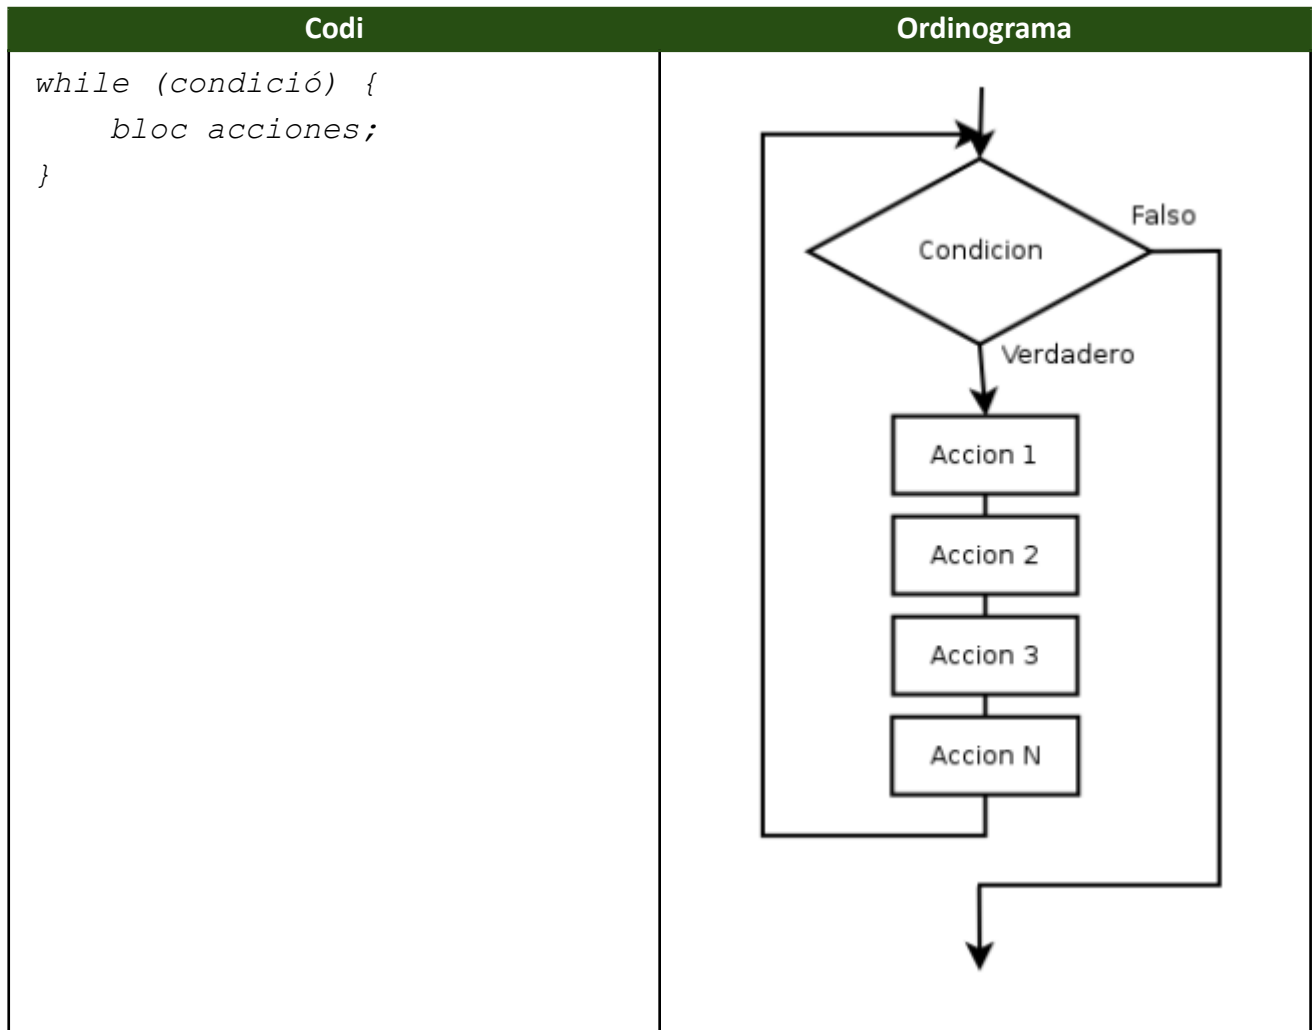 Codi
Ordinograma
while (condició) {
bloc acciones;
}
Condicion
Falso
Verdadero
Accion 1
Accion 2
Accion 3
Accion N